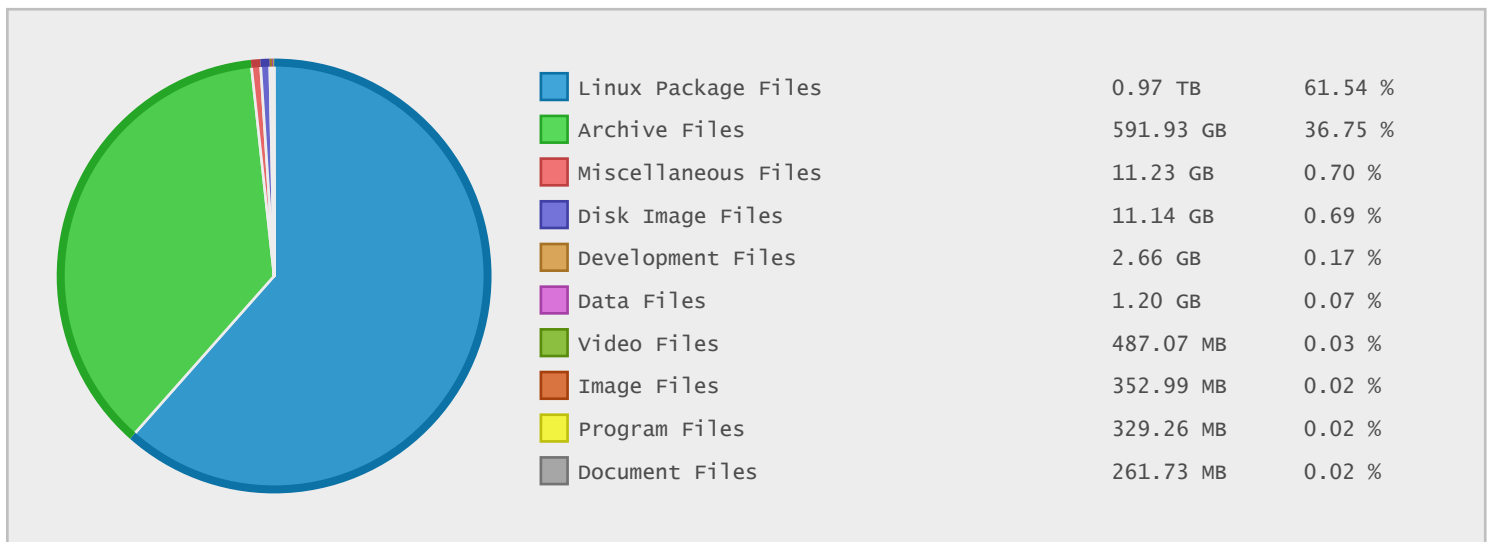 Linux Package Files 0.97 TB 61.54 %
Archive Files 591.93 GB 36.75 %
Miscellaneous Files 11.23 GB 0.70 %
Disk Image Files 11.14 GB 0.69 %
Development Files 2.66 GB 0.17 %
Data Files 1.20 GB 0.07 %
Video Files 487.07 MB 0.03 %
Image Files 352.99 MB 0.02 %
Program Files 329.26 MB 0.02 %
Document Files 261.73 MB 0.02 %